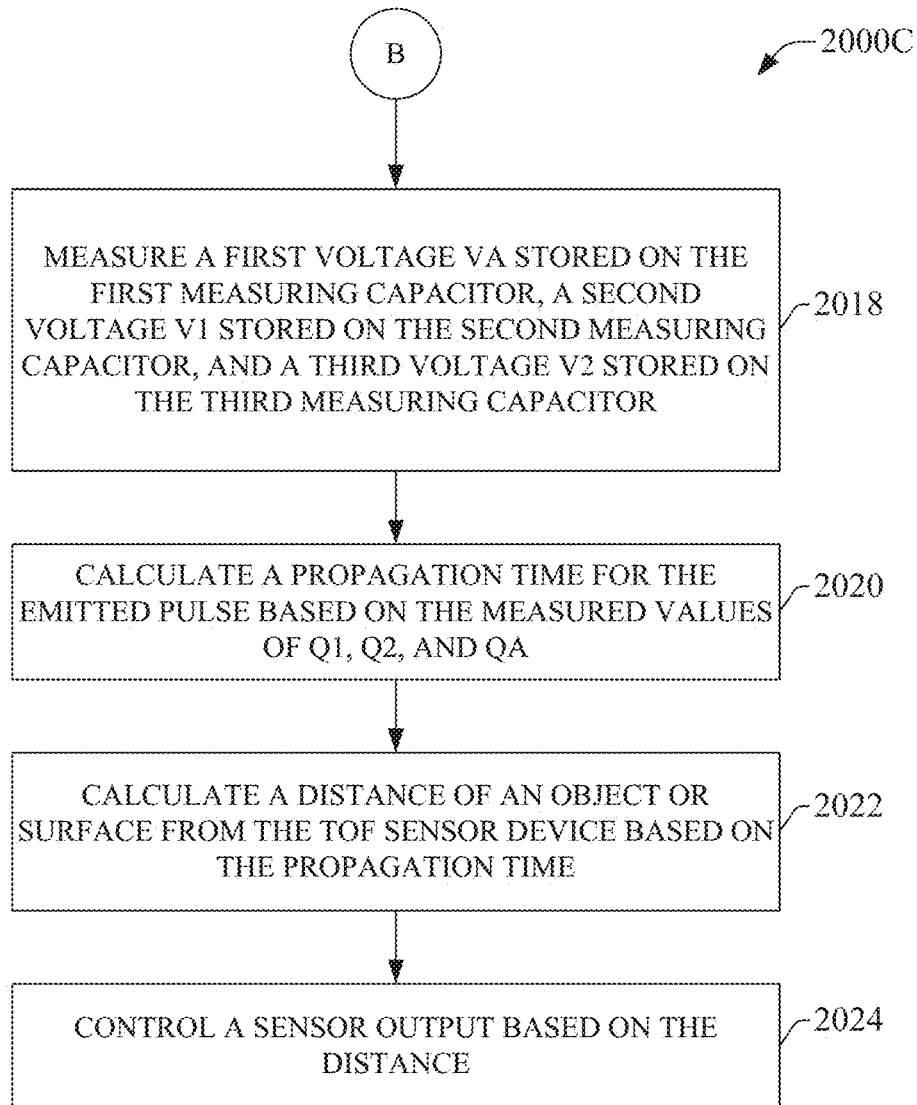 B
2000C
MEASURE A FIRST VOLTAGE VA STORED ON THE
FIRST MEASURING CAPACITOR, A SECOND
VOLTAGE V1 STORED ON THE SECOND MEASURING
CAPACITOR, AND A THIRD VOLTAGE V2 STORED ON
THE THIRD MEASURING CAPACITOR
2018
CALCULATE A PROPAGATION TIME FOR THE
EMITTED PULSE BASED ON THE MEASURED VALUES
OF Q1, Q2, AND QA
2020
CALCULATE A DISTANCE OF AN OBJECT OR
SURFACE FROM THE TOF SENSOR DEVICE BASED ON
THE PROPAGATION TIME
2022
CONTROL A SENSOR OUTPUT BASED ON THE
DISTANCE
2024